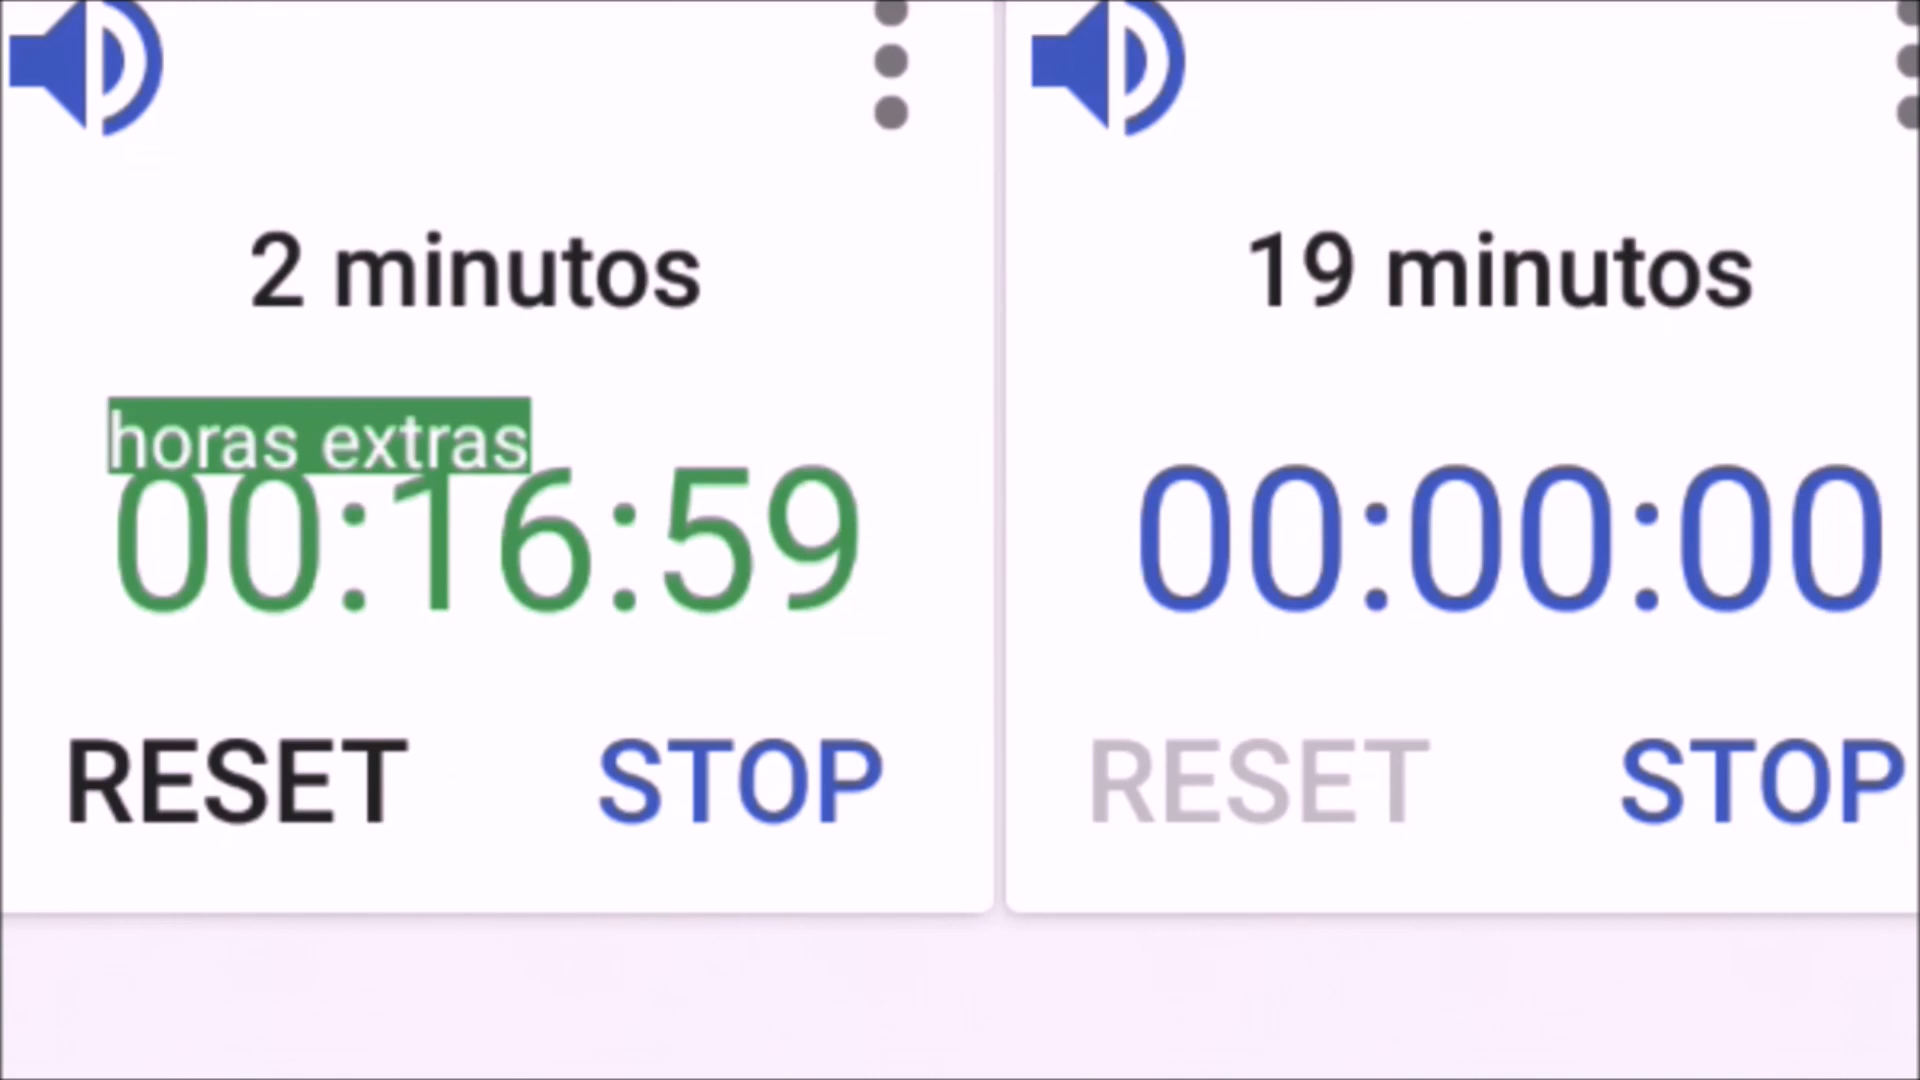 2 minutos
horas extras
00:16:59
RESET STOP
19 minutos
00:00:00
RESET STOP